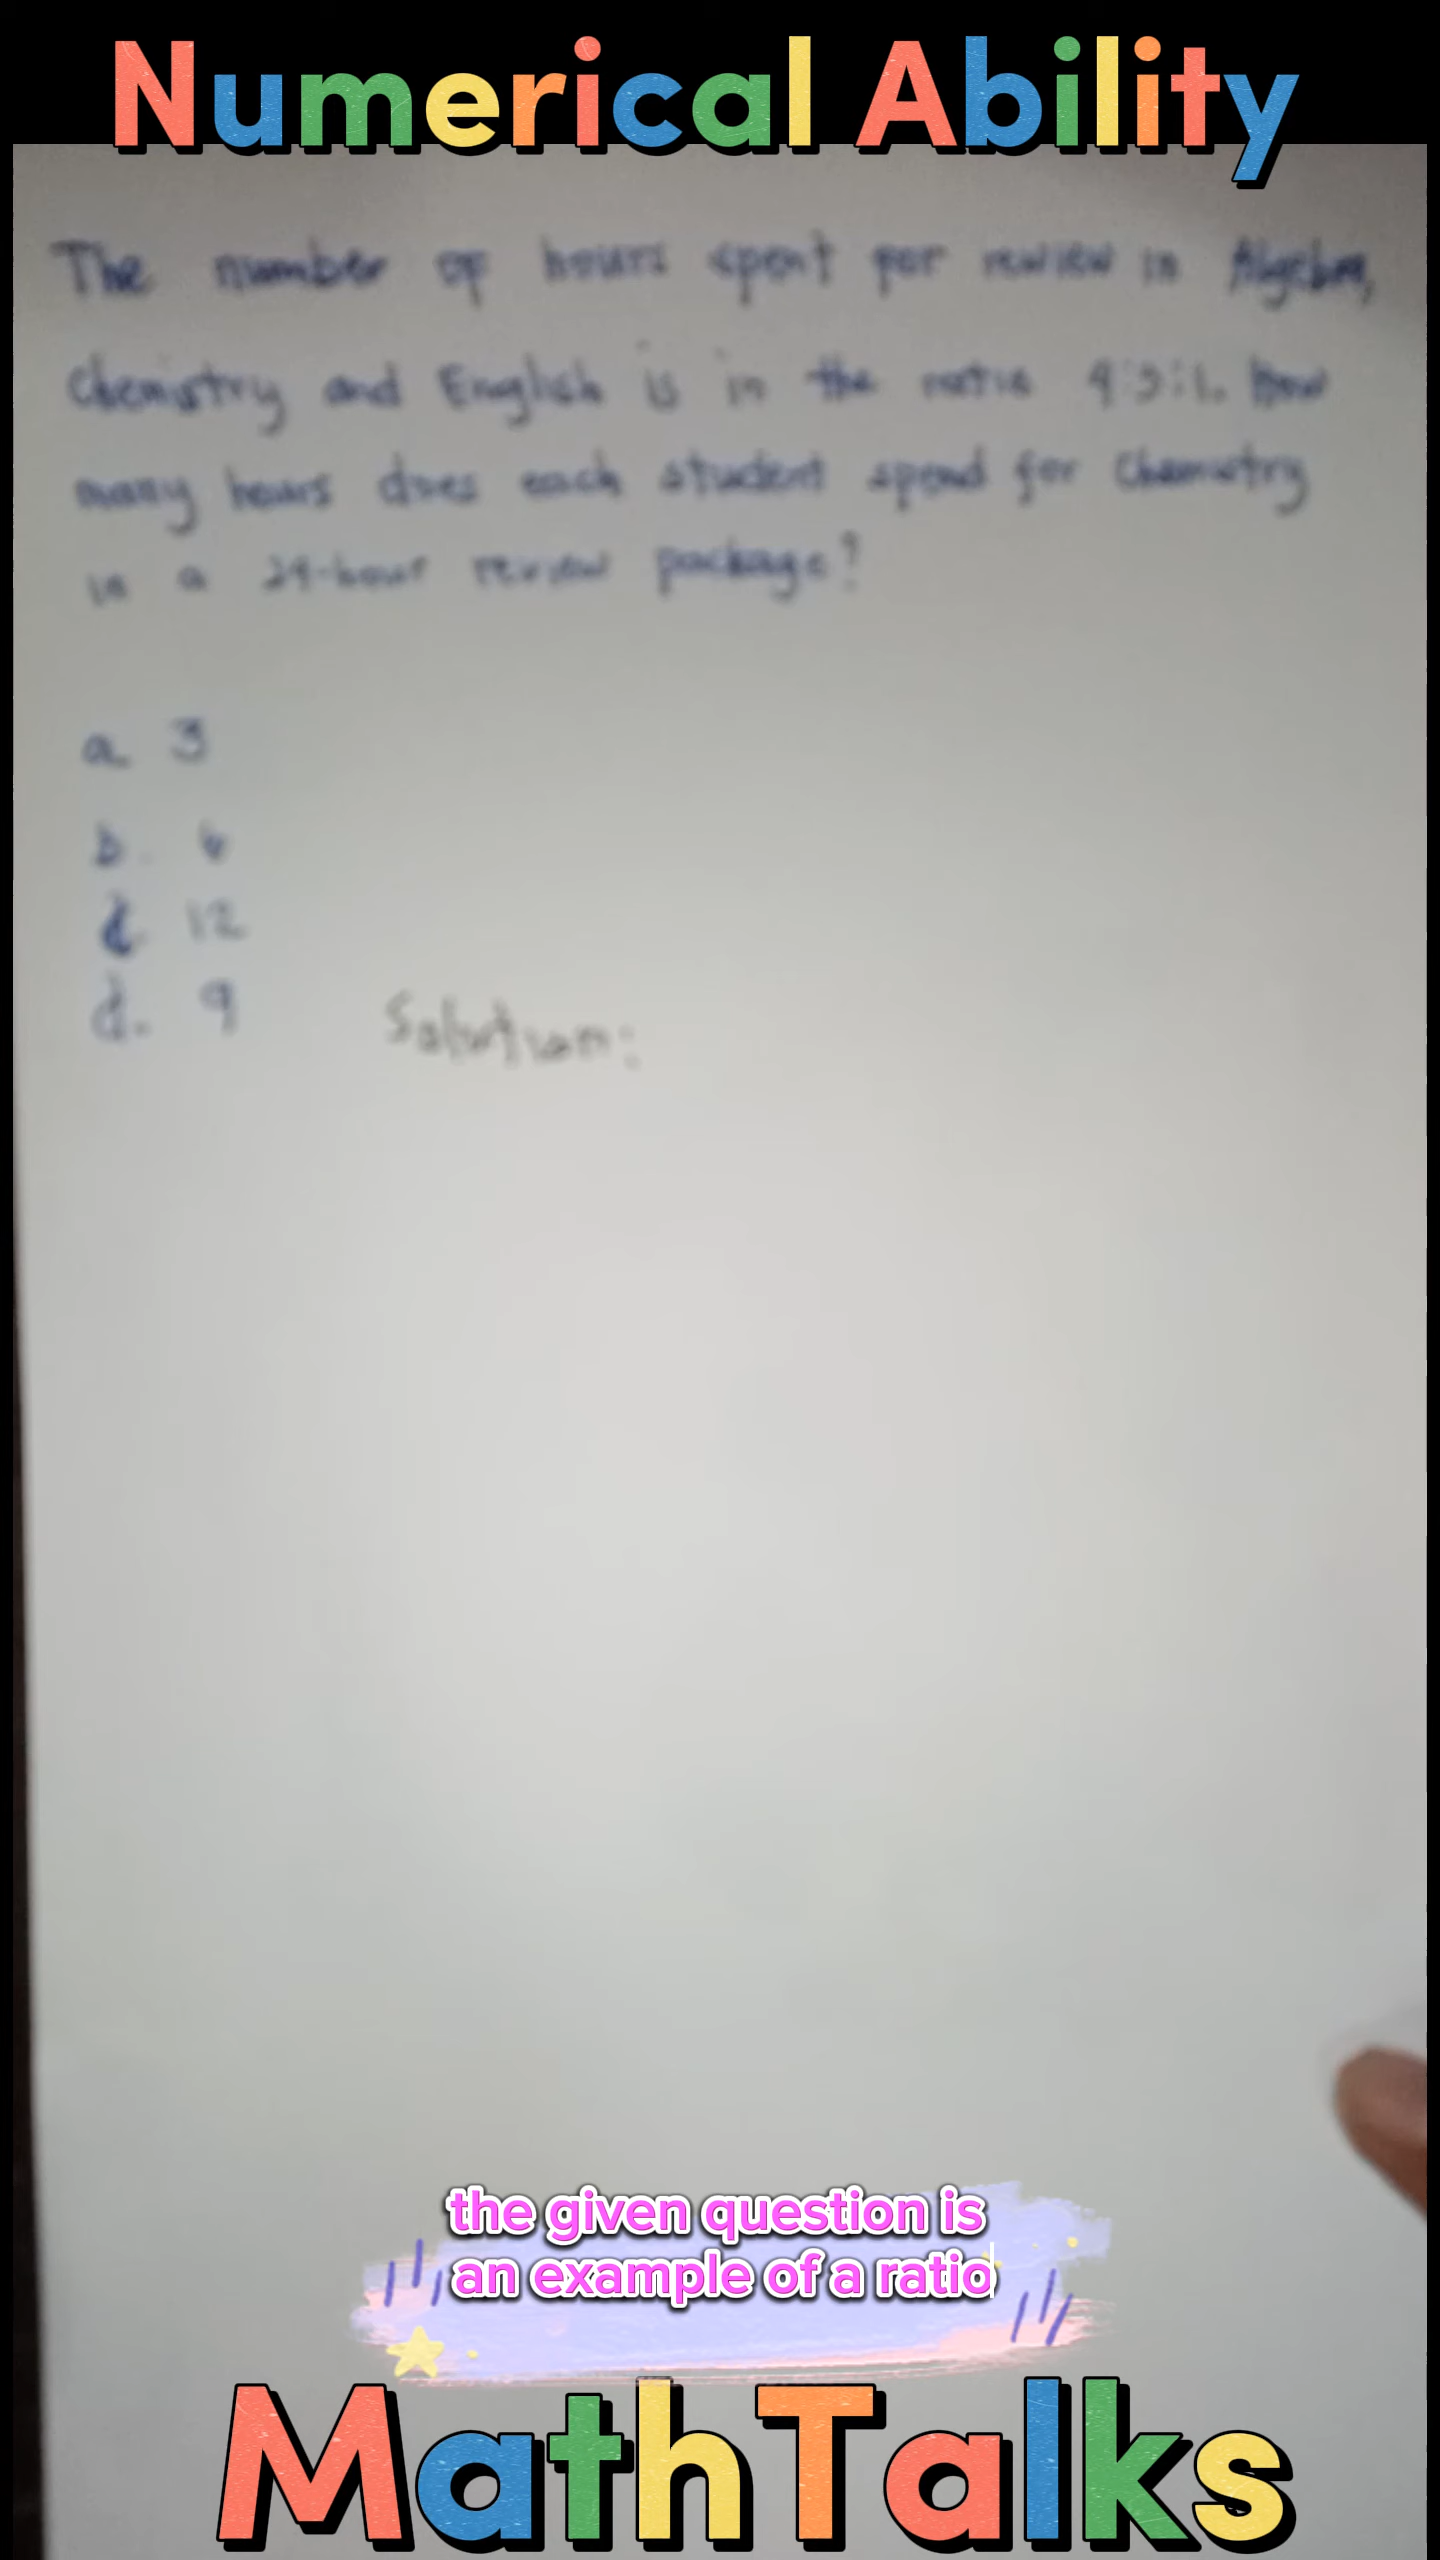 Numerical Ability
The number of hours spent per review in Algebra,
Chemistry and English is in the ratio 4:3:1. How
many hours does each student spend for Chemistry
in a 24-hour review package?
a. 3
b. 6
c. 12
d. 9
Solution:
the given question is
an example of a ratio
MathTalks